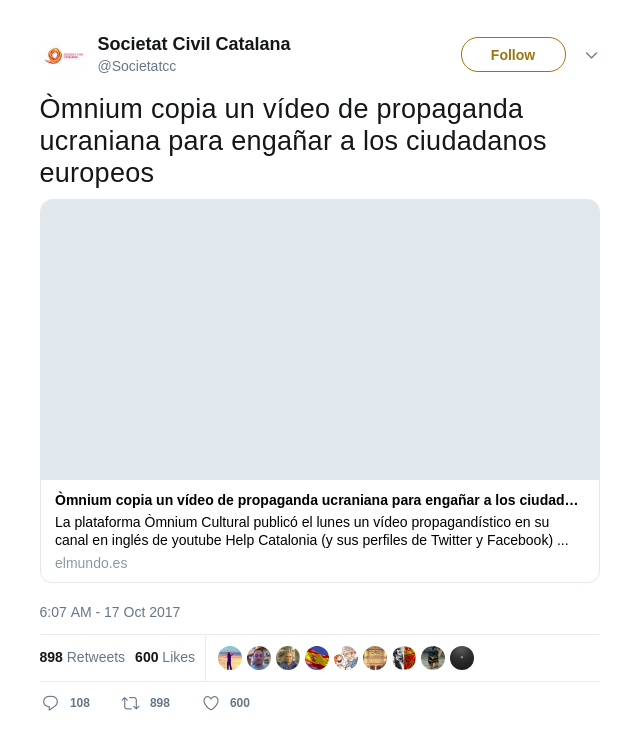 Societat Civil Catalana
@Societatcc
Follow
Òmnium copia un vídeo de propaganda
ucraniana para engañar a los ciudadanos
europeos
Òmnium copia un vídeo de propaganda ucraniana para engañar a los ciudad…
La plataforma Òmnium Cultural publicó el lunes un vídeo propagandístico en su
canal en inglés de youtube Help Catalonia (y sus perfiles de Twitter y Facebook) ...
elmundo.es
6:07 AM - 17 Oct 2017
898 Retweets 600 Likes
108 898 600